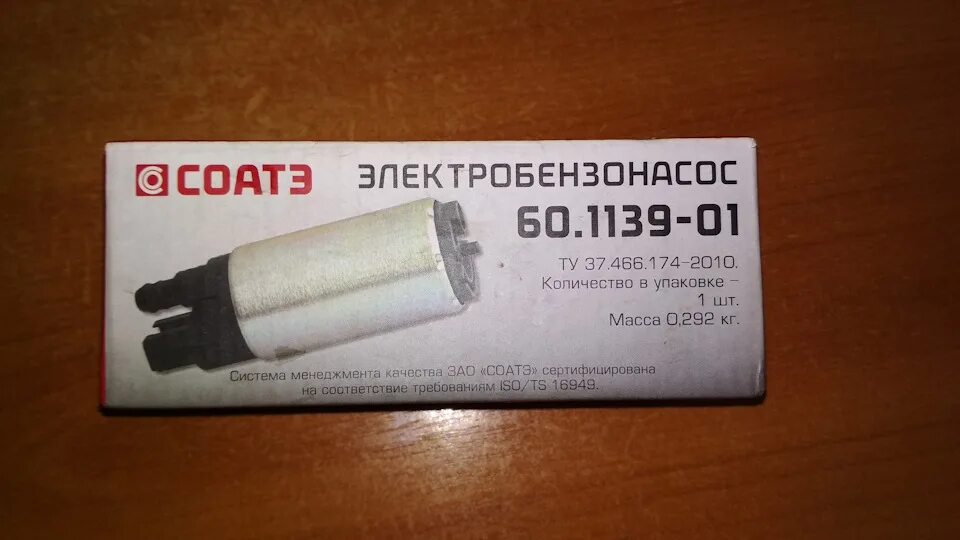 СОАТЭ ЭЛЕКТРОБЕНЗОНАСОС
60.1139-01
ТУ 37.466.174-2010.
Количество в упаковке –
1 шт.
Масса 0,292 кг.
Система менеджмента качества ЗАО «СОАТЭ» сертифицирована
на соответствие требованиям ISO/TS 16949.